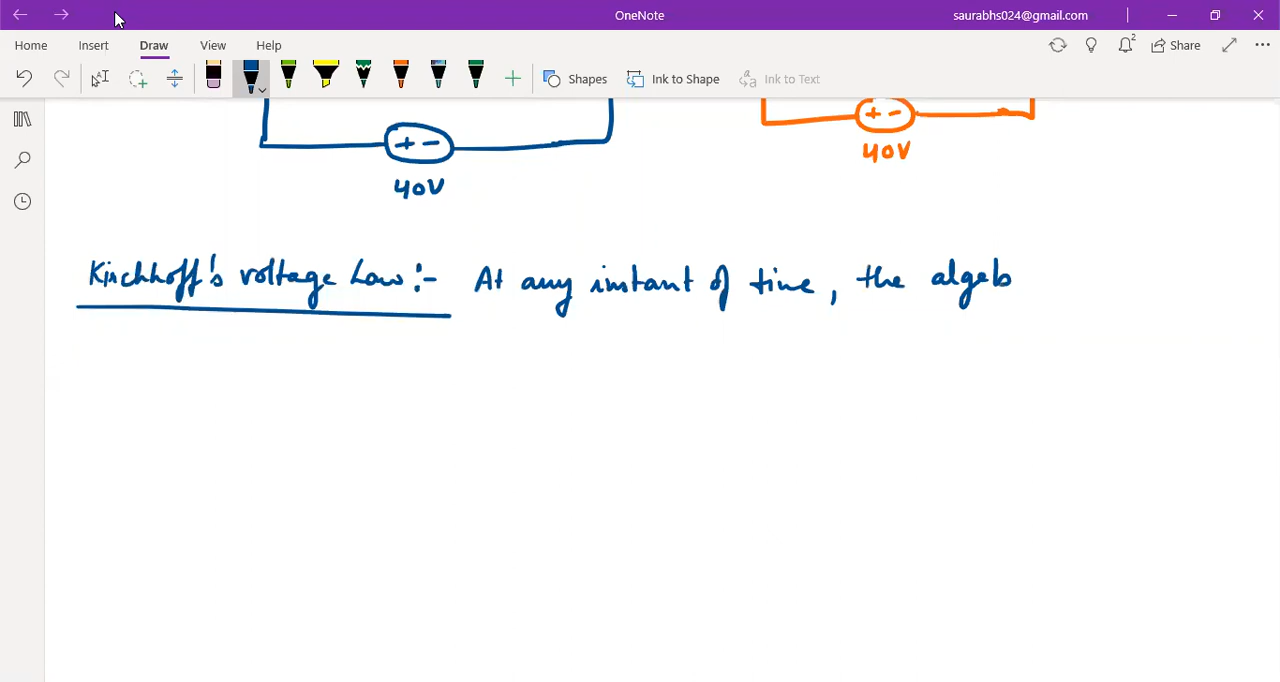 OneNote
saurabhs024@gmail.com
Home Insert Draw View Help
2 Share
Shapes Ink to Shape Ink to Text
+ - + -
40V
40V
Kirchhoff's voltage Law :- At any instant of time, the algeb